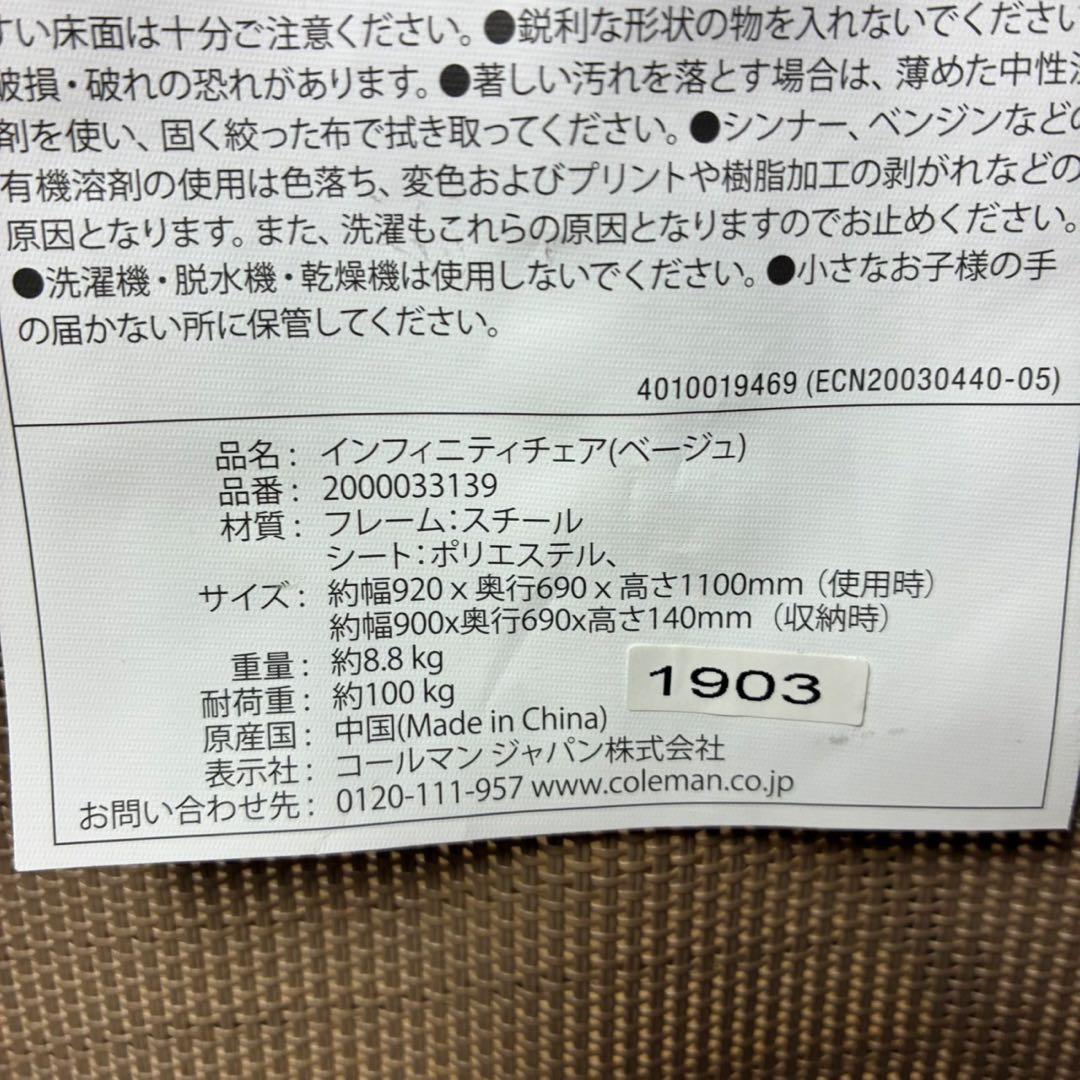 すい床面は十分ご注意ください。●鋭利な形状の物を入れないでください
破損・破れの恐れがあります。●著しい汚れを落とす場合は、薄めた中性洗
剤を使い、固く絞った布で拭き取ってください。●シンナー、ベンジンなどの
有機溶剤の使用は色落ち、変色およびプリントや樹脂加工の剥がれなどの
原因となります。また、洗濯もこれらの原因となりますのでお止めください。
●洗濯機・脱水機・乾燥機は使用しないでください。●小さなお子様の手
の届かない所に保管してください。
4010019469 (ECN20030440-05)
品名： インフィニティチェア(ベージュ)
品番： 2000033139
材質： フレーム：スチール
シート：ポリエステル、
サイズ： 約幅920 x 奥行690 x 高さ1100mm（使用時）
約幅900x奥行690x高さ140mm（収納時）
重量： 約8.8 kg
耐荷重： 約100 kg
1903
原産国： 中国(Made in China)
表示社： コールマン ジャパン株式会社
お問い合わせ先： 0120-111-957 www.coleman.co.jp